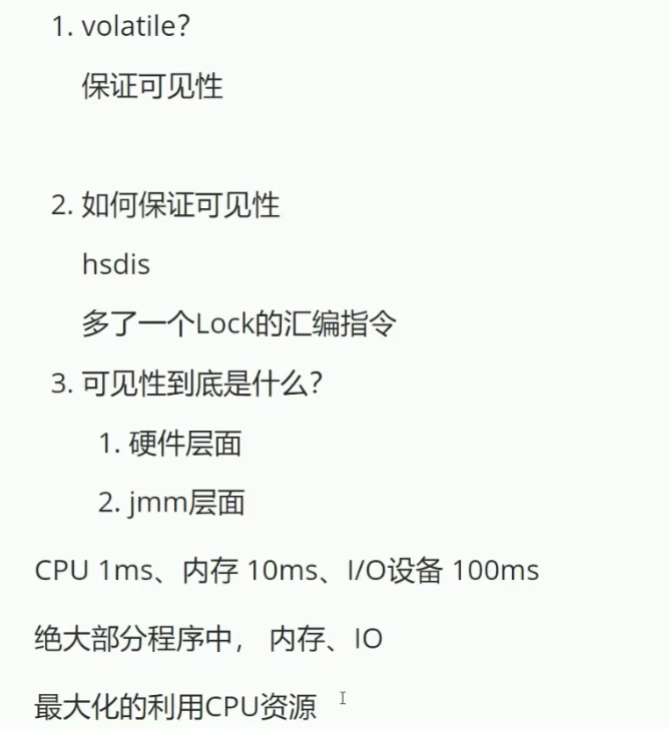 1. volatile?
保证可见性
2. 如何保证可见性
hsdis
多了一个Lock的汇编指令
3. 可见性到底是什么?
1. 硬件层面
2. jmm层面
CPU 1ms、内存 10ms、I/O设备 100ms
绝大部分程序中， 内存、IO
最大化的利用CPU资源